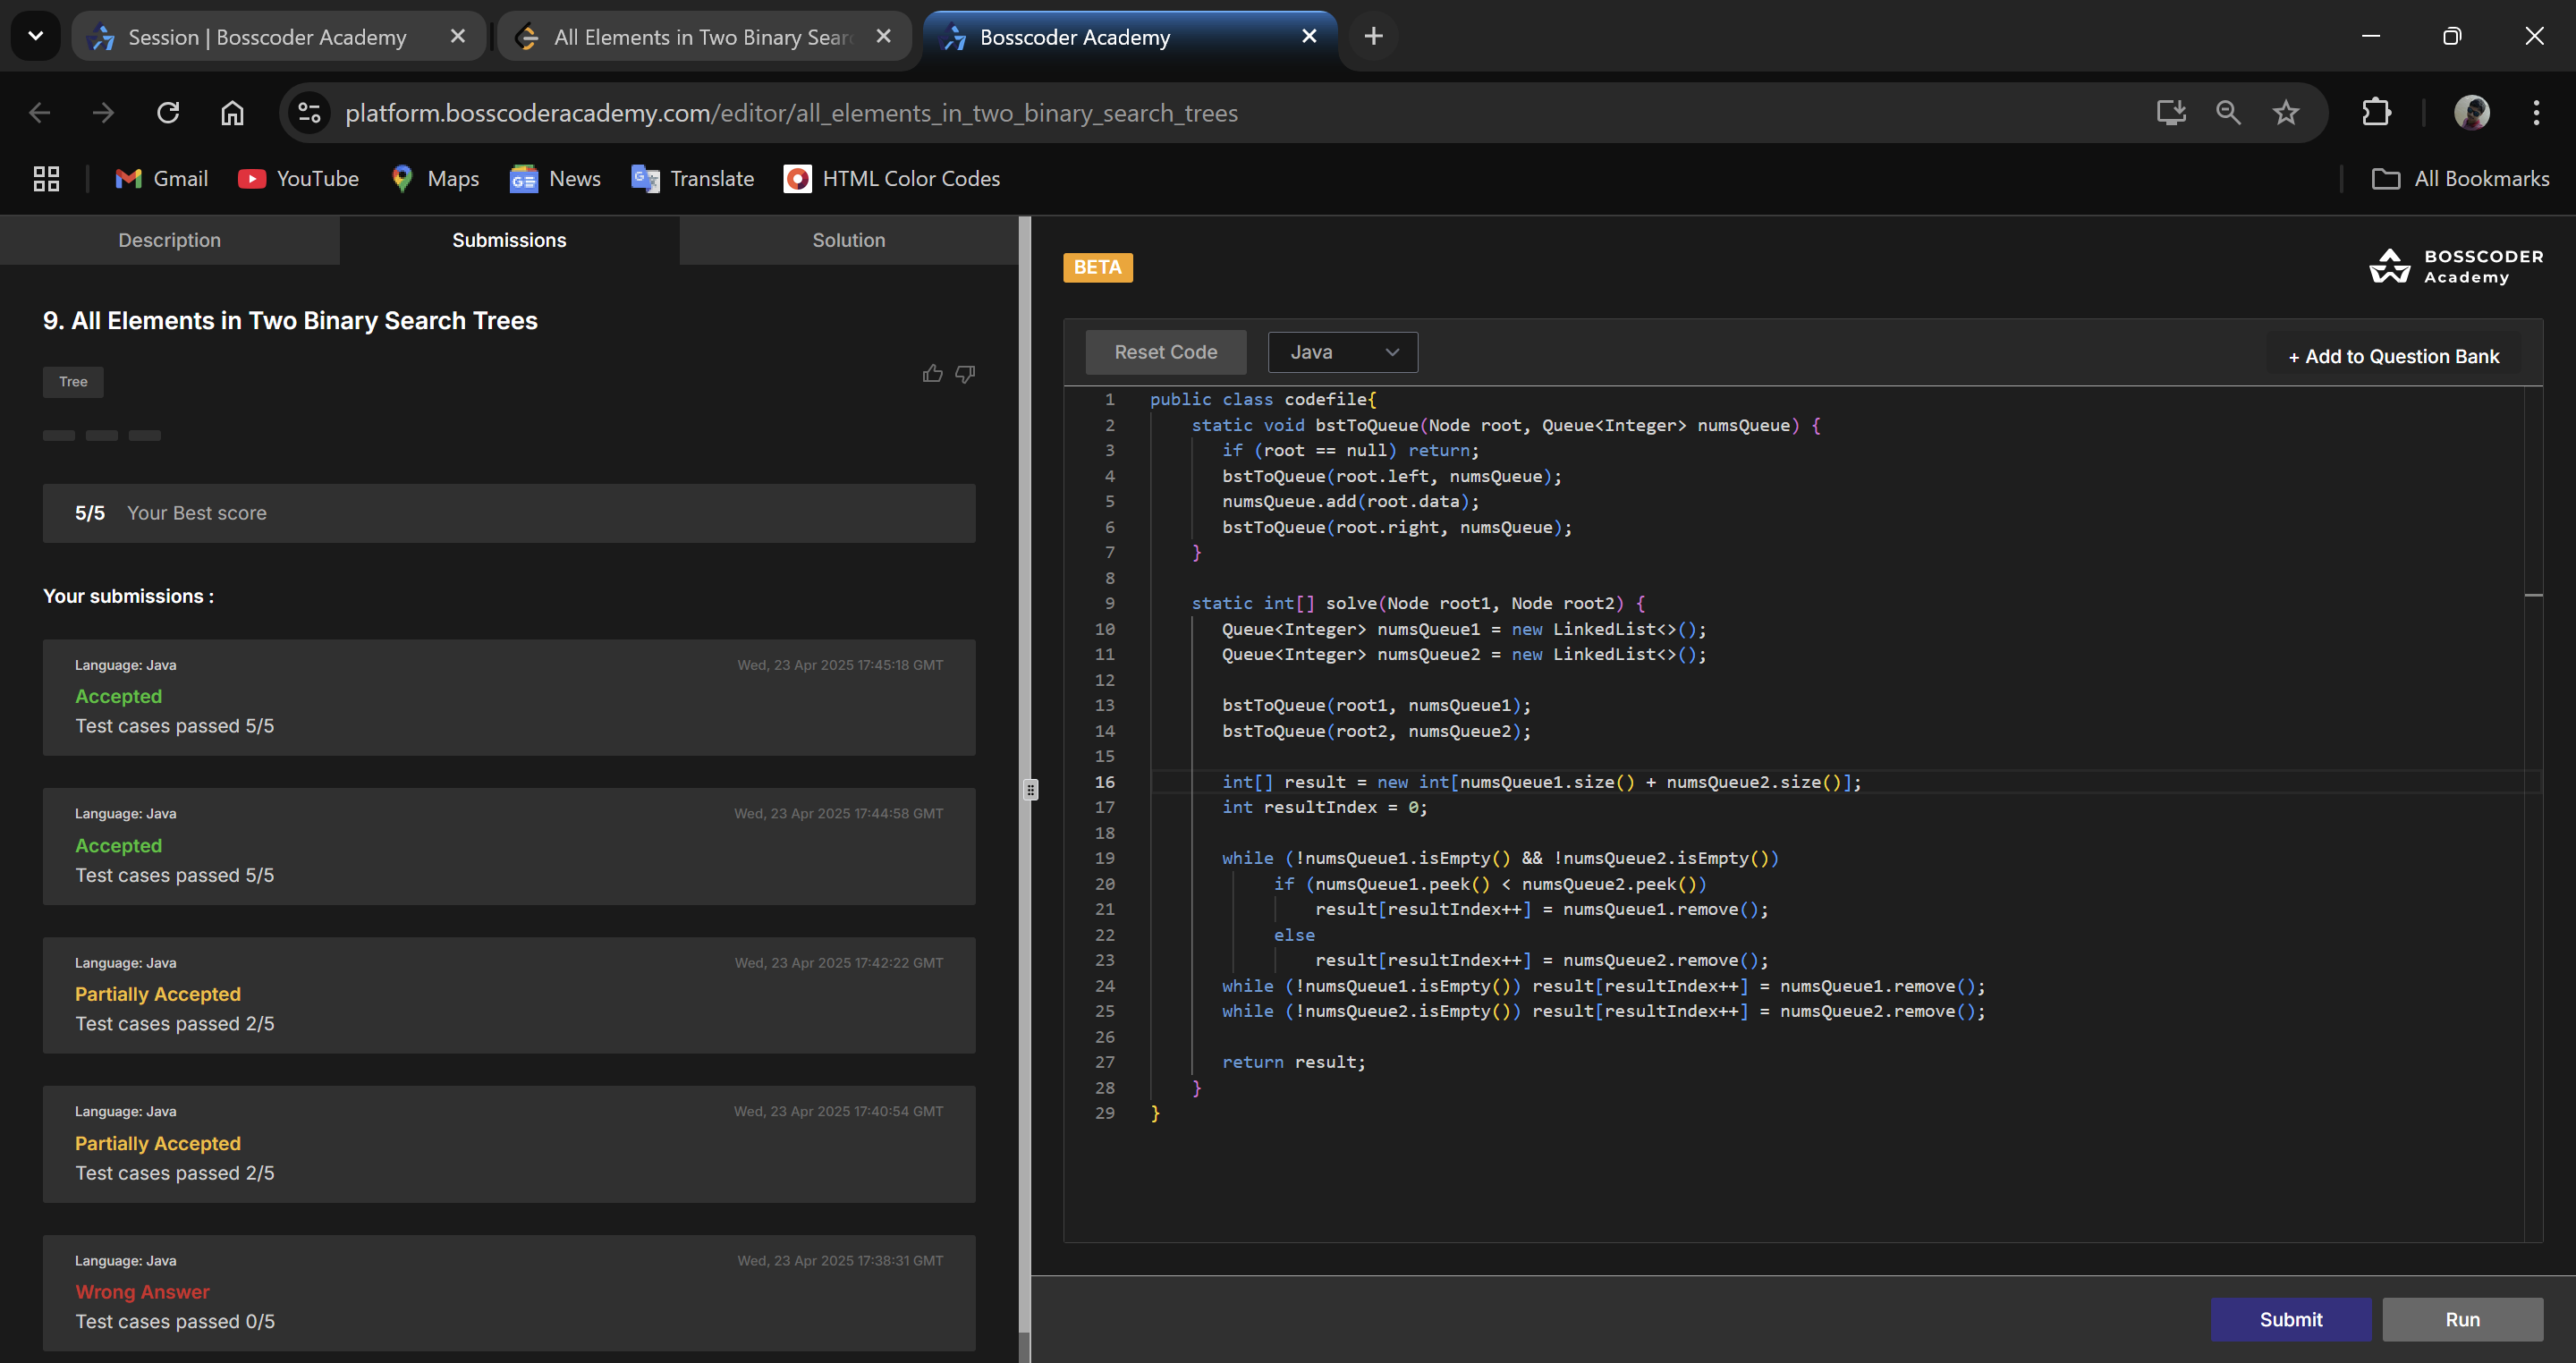 Session | Bosscoder Academy
All Elements in Two Binary Sear
Bosscoder Academy
platform.bosscoderacademy.com/editor/all_elements_in_two_binary_search_trees
Gmail
YouTube
Maps
News
Translate
HTML Color Codes
All Bookmarks
Description
Submissions
Solution
9. All Elements in Two Binary Search Trees
Tree
5/5 Your Best score
Your submissions :
Language: Java
Wed, 23 Apr 2025 17:45:18 GMT
Accepted
Test cases passed 5/5
Language: Java
Wed, 23 Apr 2025 17:44:58 GMT
Accepted
Test cases passed 5/5
Language: Java
Wed, 23 Apr 2025 17:42:22 GMT
Partially Accepted
Test cases passed 2/5
Language: Java
Wed, 23 Apr 2025 17:40:54 GMT
Partially Accepted
Test cases passed 2/5
Language: Java
Wed, 23 Apr 2025 17:38:31 GMT
Wrong Answer
Test cases passed 0/5
BETA
BOSSCODER
Academy
Reset Code
Java
+ Add to Question Bank
1 public class codefile{
2 static void bstToQueue(Node root, Queue<Integer> numsQueue) {
3 if (root == null) return;
4 bstToQueue(root.left, numsQueue);
5 numsQueue.add(root.data);
6 bstToQueue(root.right, numsQueue);
7 }
8
9 static int[] solve(Node root1, Node root2) {
10 Queue<Integer> numsQueue1 = new LinkedList<>();
11 Queue<Integer> numsQueue2 = new LinkedList<>();
12
13 bstToQueue(root1, numsQueue1);
14 bstToQueue(root2, numsQueue2);
15
16 int[] result = new int[numsQueue1.size() + numsQueue2.size()];
17 int resultIndex = 0;
18
19 while (!numsQueue1.isEmpty() && !numsQueue2.isEmpty())
20 if (numsQueue1.peek() < numsQueue2.peek())
21 result[resultIndex++] = numsQueue1.remove();
22 else
23 result[resultIndex++] = numsQueue2.remove();
24 while (!numsQueue1.isEmpty()) result[resultIndex++] = numsQueue1.remove();
25 while (!numsQueue2.isEmpty()) result[resultIndex++] = numsQueue2.remove();
26
27 return result;
28 }
29 }
Submit
Run